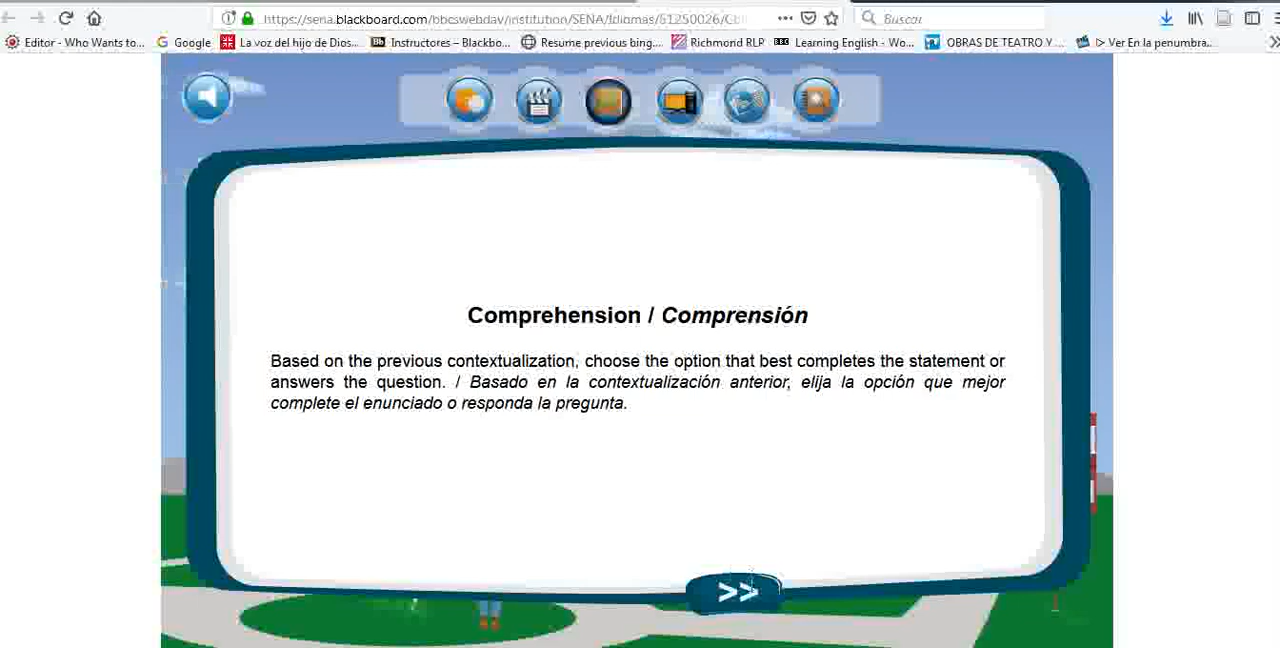 https://sena.blackboard.com/bbcswebdav/institution/SENA/Idiomas/51250026/Cbl
Buscar
Editor - Who Wants to...
Google
La voz del hijo de Dios...
Bb Instructores – Blackbo...
Resume previous bing...
Richmond RLP
BBC Learning English - Wo...
OBRAS DE TEATRO Y ...
▷ Ver En la penumbra...
Comprehension / Comprensión
Based on the previous contextualization, choose the option that best completes the statement or
answers the question. / Basado en la contextualización anterior, elija la opción que mejor
complete el enunciado o responda la pregunta.
>>